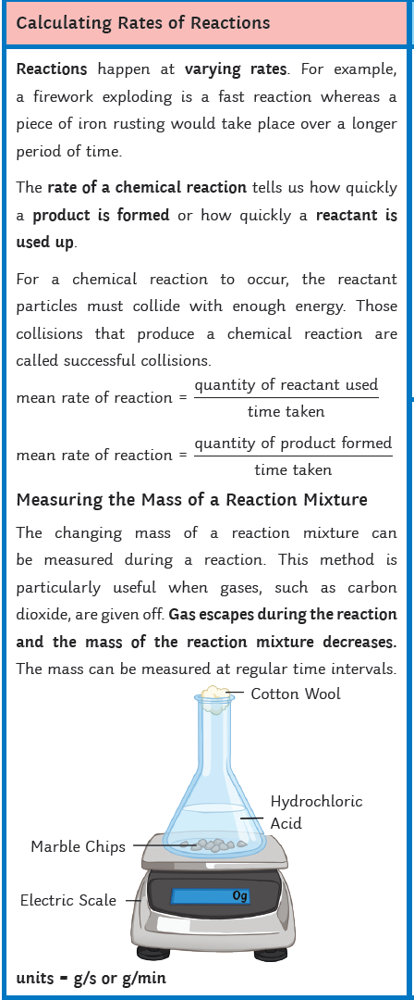 Calculating Rates of Reactions
Reactions happen at varying rates. For example,
a firework exploding is a fast reaction whereas a
piece of iron rusting would take place over a longer
period of time.
The rate of a chemical reaction tells us how quickly
a product is formed or how quickly a reactant is
used up.
For a chemical reaction to occur, the reactant
particles must collide with enough energy. Those
collisions that produce a chemical reaction are
called successful collisions.
mean rate of reaction = quantity of reactant used
time taken
mean rate of reaction = quantity of product formed
time taken
Measuring the Mass of a Reaction Mixture
The changing mass of a reaction mixture can
be measured during a reaction. This method is
particularly useful when gases, such as carbon
dioxide, are given off. Gas escapes during the reaction
and the mass of the reaction mixture decreases.
The mass can be measured at regular time intervals.
Cotton Wool
Hydrochloric
Acid
Marble Chips
0g
Electric Scale
units = g/s or g/min